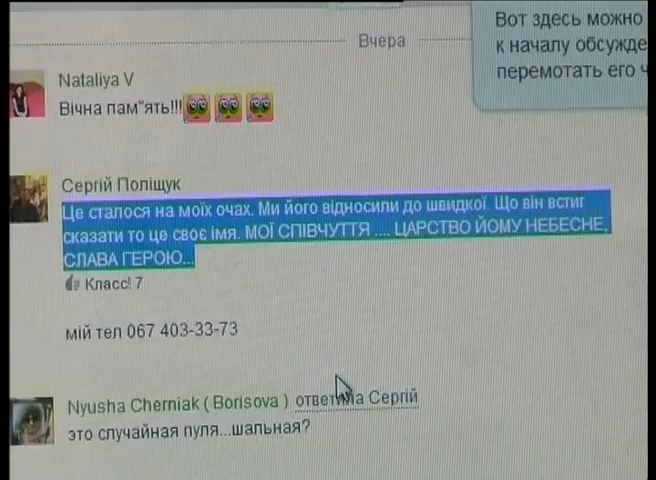 Вот здесь можно
к началу обсужде
перемотать его ч
Вчера
Nataliya V
Вічна пам"ять!!!
Сергій Поліщук
Це сталося на моїх очах. Ми його відносили до швидкої. Що він встиг
сказати то це своє імя. МОЇ СПІВЧУТТЯ .... ЦАРСТВО ЙОМУ НЕБЕСНЕ,
СЛАВА ГЕРОЮ...
Класс! 7
мій тел 067 403-33-73
Nyusha Cherniak ( Borisova ) ответила Сергій
это случайная пуля...шальная?